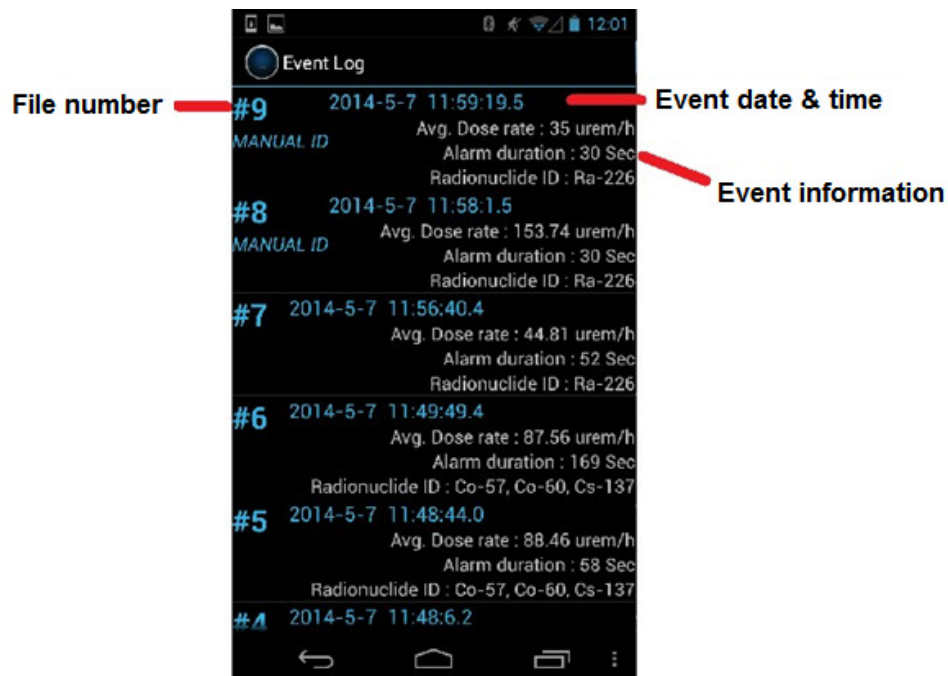 12:01
Event Log
File number
#9
2014-5-7 11:59:19.5
Event date & time
MANUAL ID
Avg. Dose rate : 35 urem/h
Alarm duration : 30 Sec
Radionuclide ID : Ra-226
Event information
#8
2014-5-7 11:58:1.5
MANUAL ID
Avg. Dose rate : 153.74 urem/h
Alarm duration : 30 Sec
Radionuclide ID : Ra-226
#7
2014-5-7 11:56:40.4
Avg. Dose rate : 44.81 urem/h
Alarm duration : 52 Sec
Radionuclide ID : Ra-226
#6
2014-5-7 11:49:49.4
Avg. Dose rate : 87.56 urem/h
Alarm duration : 169 Sec
Radionuclide ID : Co-57, Co-60, Cs-137
#5
2014-5-7 11:48:44.0
Avg. Dose rate : 88.46 urem/h
Alarm duration : 58 Sec
Radionuclide ID : Co-57, Co-60, Cs-137
#4
2014-5-7 11:48:6.2